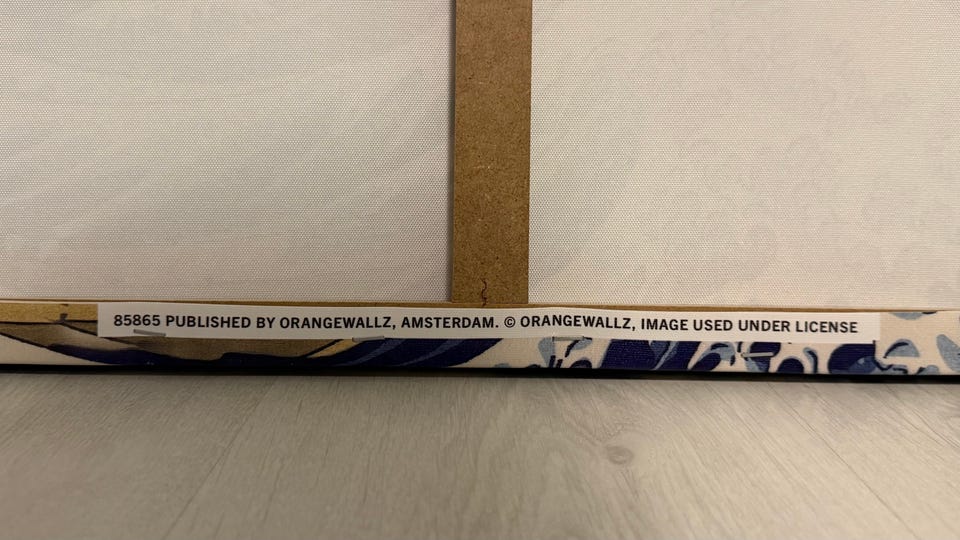 85865 PUBLISHED BY ORANGEWALLZ, AMSTERDAM. © ORANGEWALLZ, IMAGE USED UNDER LICENSE